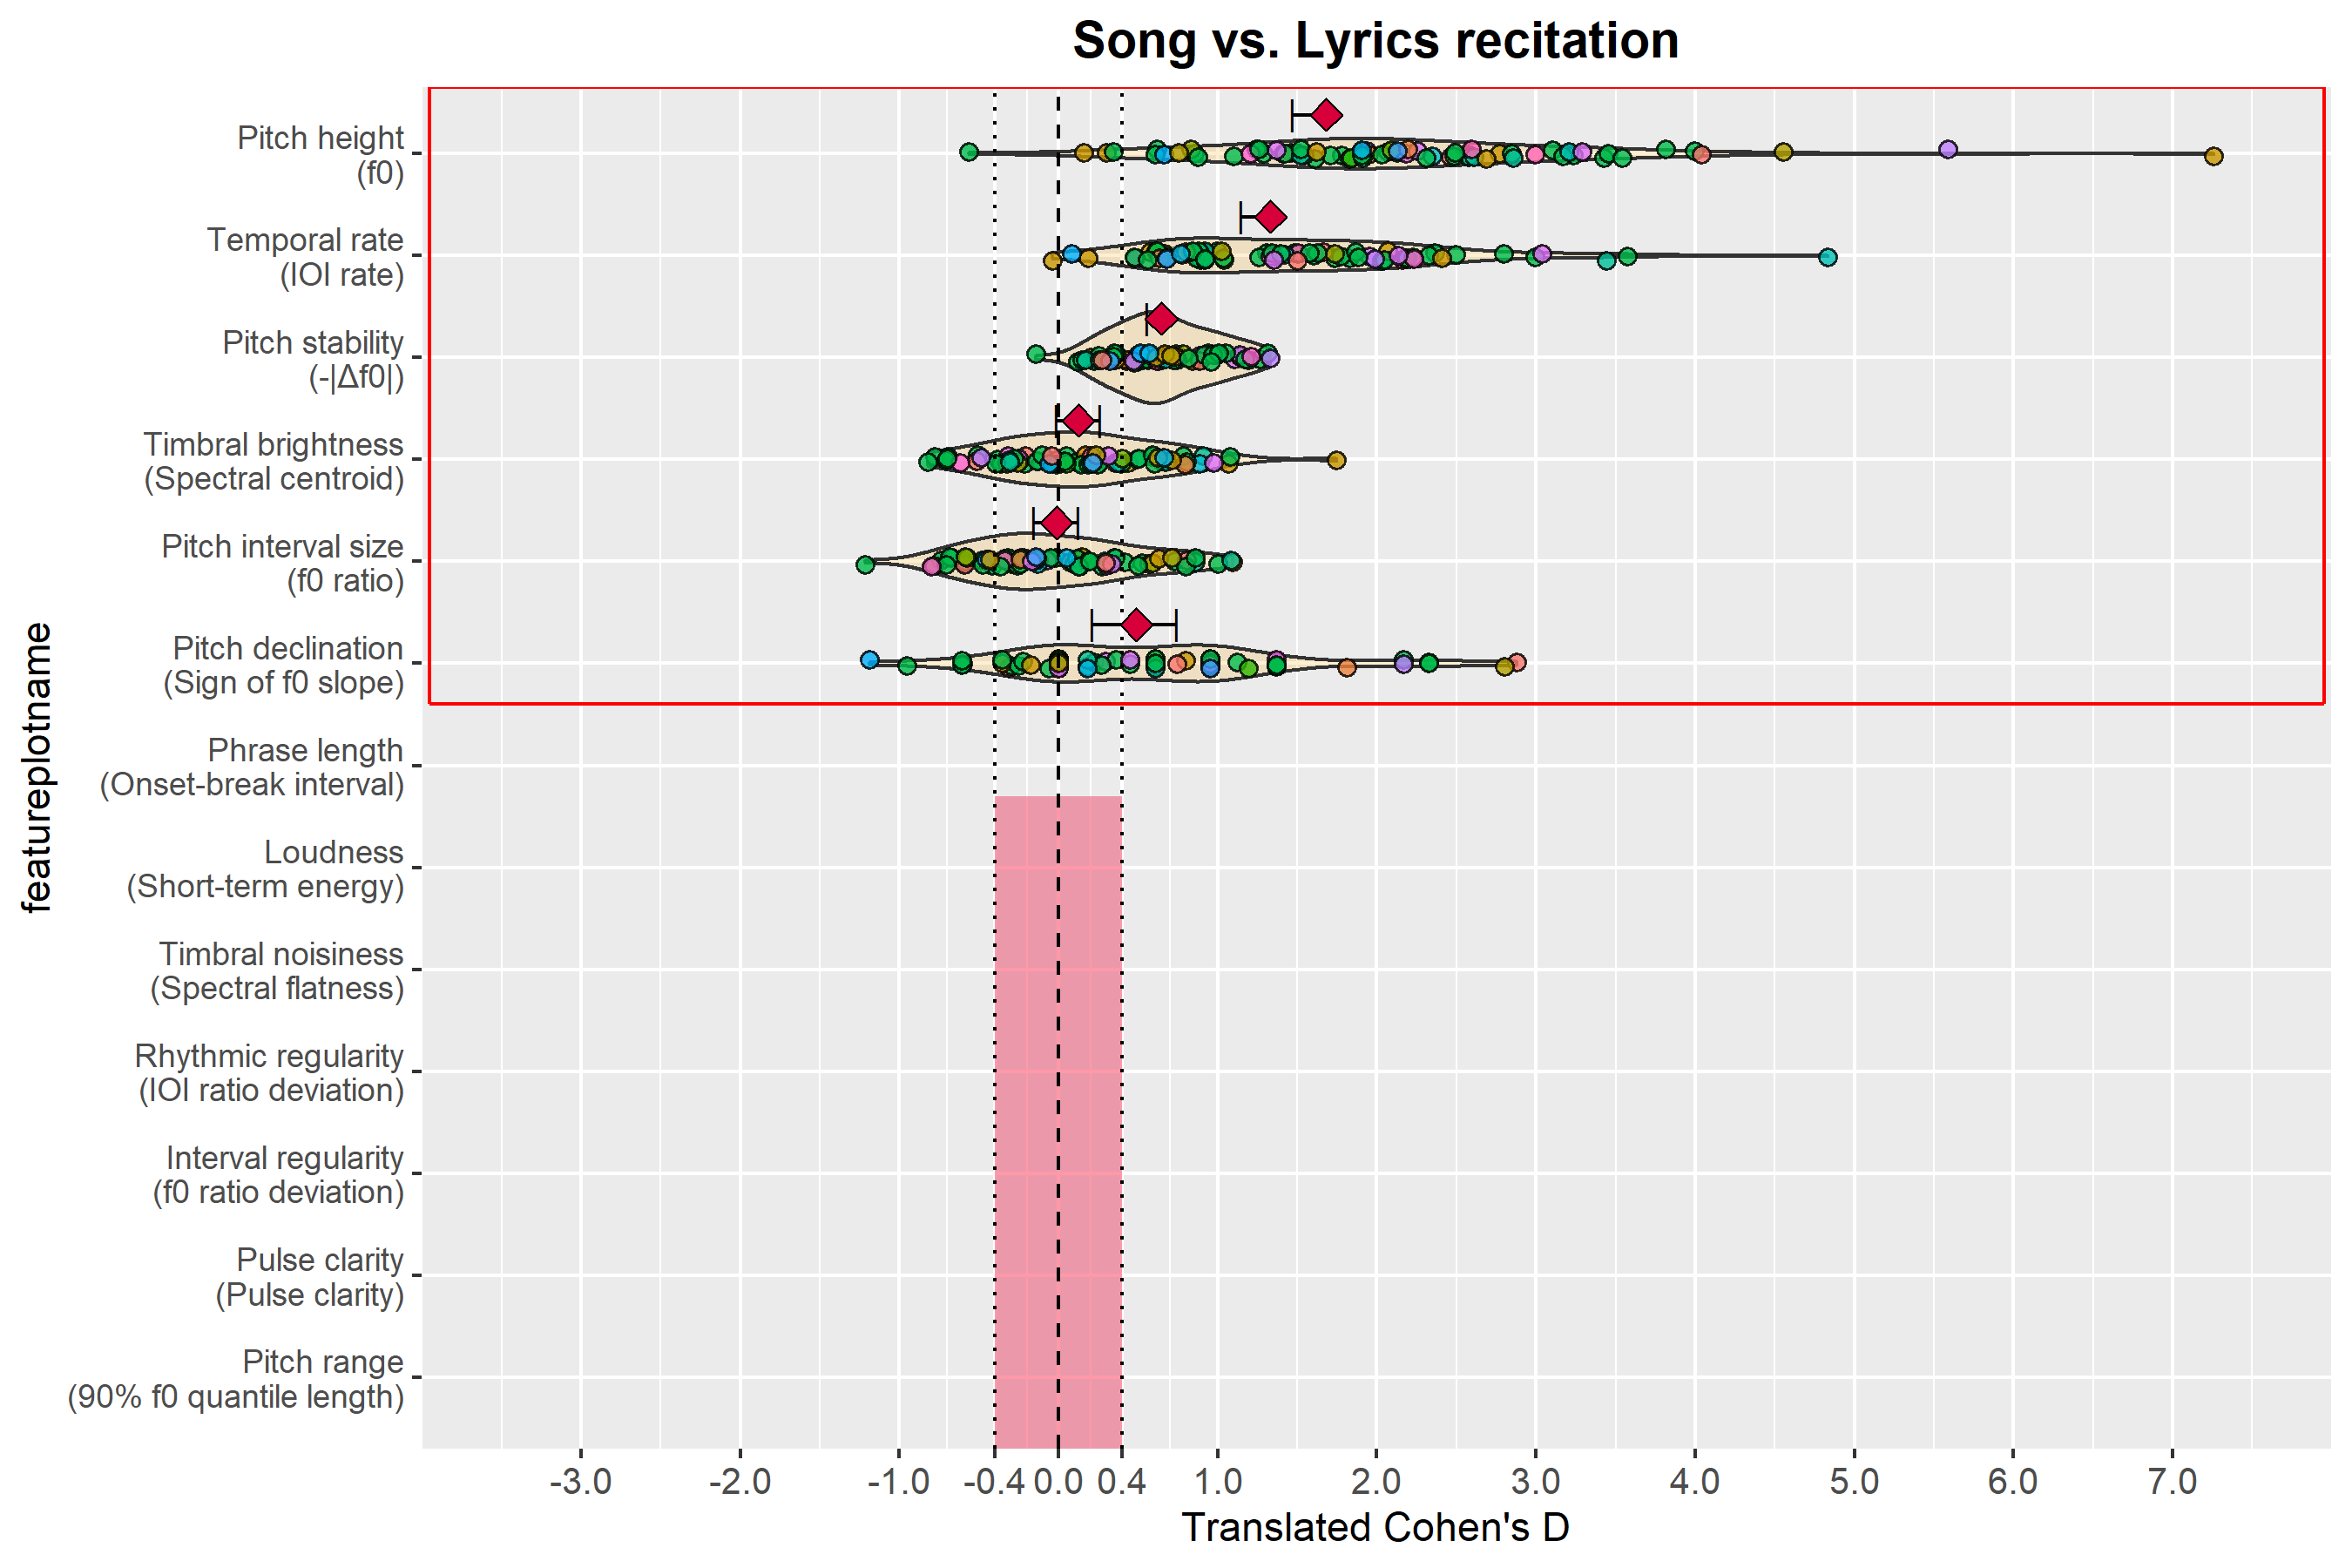 Song vs. Lyrics recitation
Pitch height
(f0)
Temporal rate
(IOI rate)
Pitch stability
(-|Δf0|)
Timbral brightness
(Spectral centroid)
Pitch interval size
(f0 ratio)
Pitch declination
(Sign of f0 slope)
Phrase length
(Onset-break interval)
Loudness
(Short-term energy)
Timbral noisiness
(Spectral flatness)
Rhythmic regularity
(IOI ratio deviation)
Interval regularity
(f0 ratio deviation)
Pulse clarity
(Pulse clarity)
Pitch range
(90% f0 quantile length)
featureplotname
-3.0 -2.0 -1.0 -0.4 0.0 0.4 1.0 2.0 3.0 4.0 5.0 6.0 7.0
Translated Cohen's D